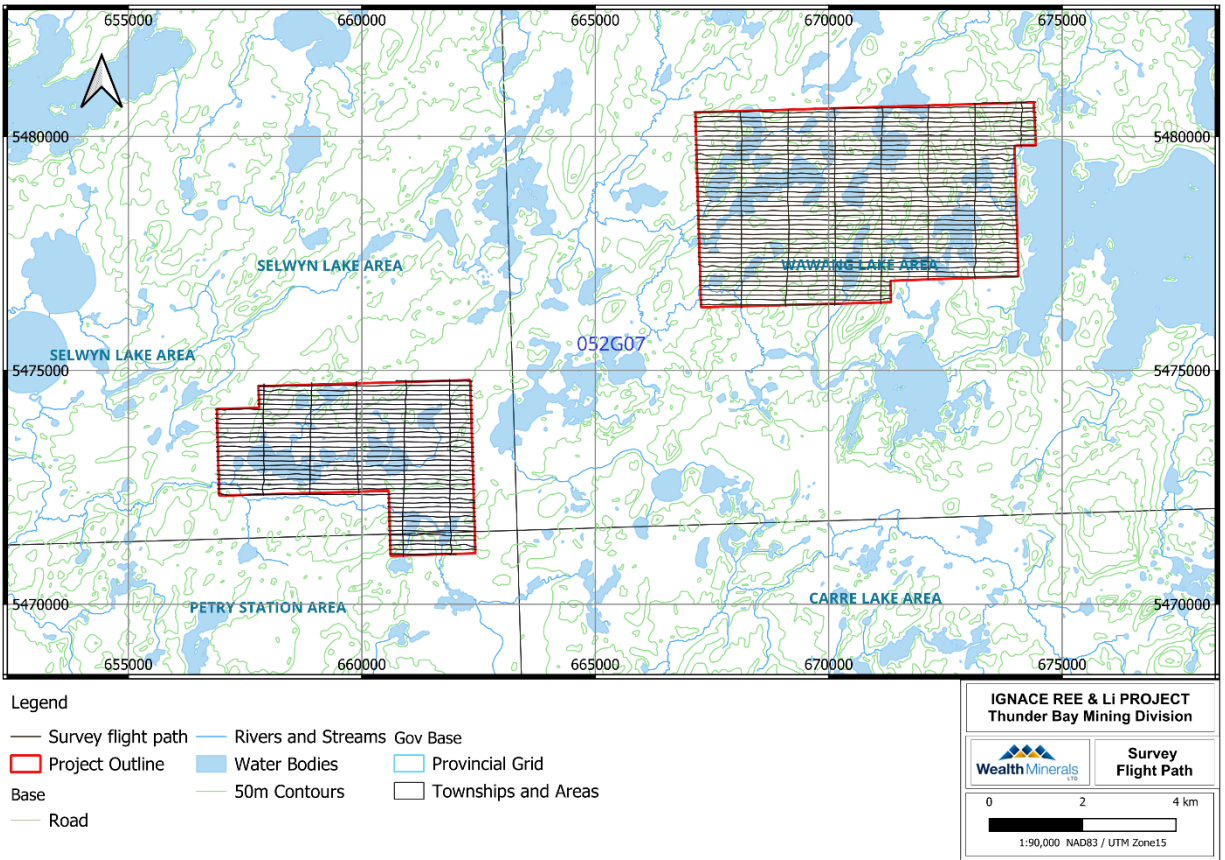 655000 660000 665000 670000 675000
5480000 5480000
SELWYN LAKE AREA
WAWANG LAKE AREA
052G07
SELWYN LAKE AREA
5475000 5475000
PETRY STATION AREA
CARRE LAKE AREA
5470000 5470000
655000 660000 665000 670000 675000
Legend
Survey flight path
Project Outline
Base
Road
Rivers and Streams
Water Bodies
50m Contours
Gov Base
Provincial Grid
Townships and Areas
IGNACE REE & Li PROJECT
Thunder Bay Mining Division
Wealth Minerals
LTD
Survey
Flight Path
0 2 4 km
1:90,000 NAD83 / UTM Zone15